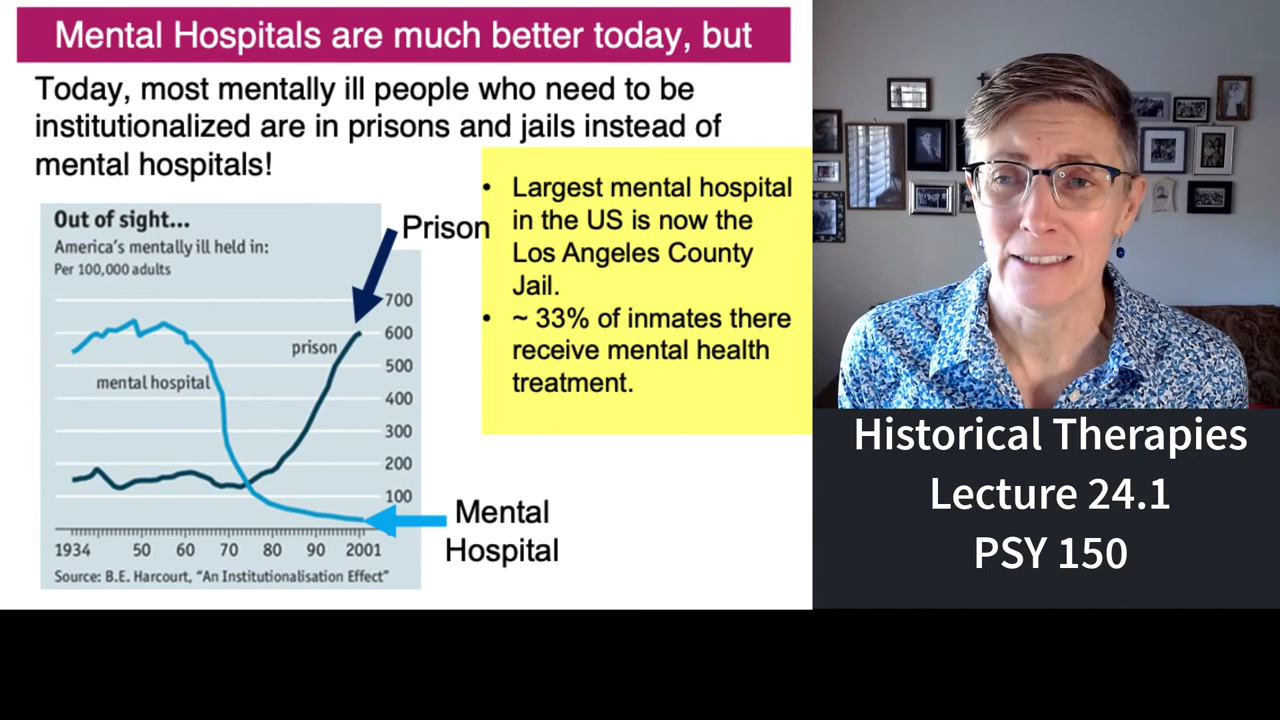 Mental Hospitals are much better today, but
Today, most mentally ill people who need to be
institutionalized are in prisons and jails instead of
mental hospitals!
Out of sight...
America's mentally ill held in:
Per 100,000 adults
700
600
500
400
300
200
100
prison
mental hospital
1934 50 60 70 80 90 2001
Source: B.E. Harcourt, "An Institutionalisation Effect"
Prison
Mental
Hospital
• Largest mental hospital
in the US is now the
Los Angeles County
Jail.
• ~ 33% of inmates there
receive mental health
treatment.
Historical Therapies
Lecture 24.1
PSY 150